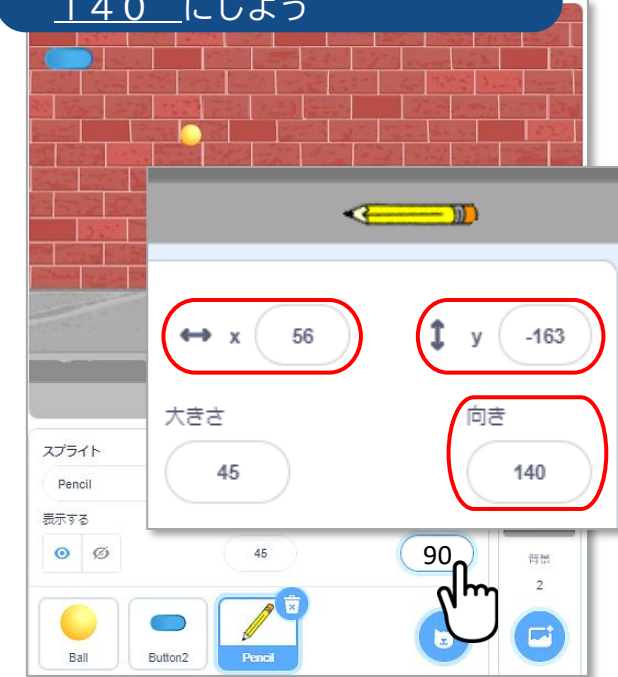 １４０ にしよう
x 56
y -163
大きさ
向き
45
140
スプライト
Pencil
表示する
45
90
背景
2
Ball
Button2
Pencil